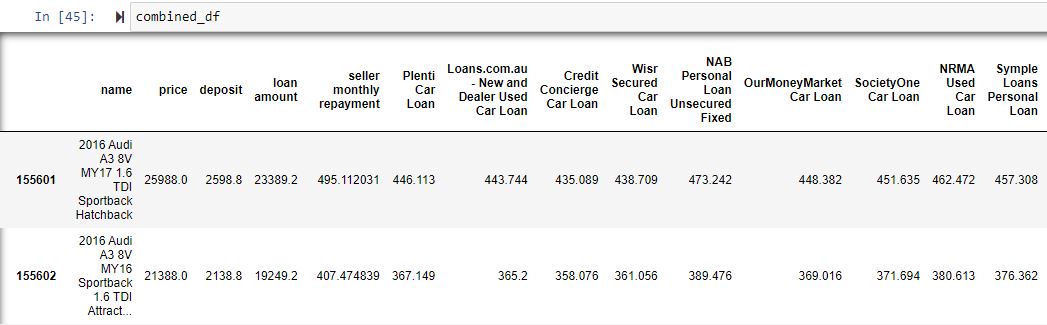 In [45]: combined_df
name price deposit loan amount seller monthly repayment Plenti Car Loan Loans.com.au - New and Dealer Used Car Loan Credit Concierge Car Loan Wisr Secured Car Loan NAB Personal Loan Unsecured Fixed OurMoneyMarket Car Loan SocietyOne Car Loan NRMA Used Car Loan Symple Loans Personal Loan
155601 2016 Audi A3 8V MY17 1.6 TDI Sportback Hatchback 25988.0 2598.8 23389.2 495.112031 446.113 443.744 435.089 438.709 473.242 448.382 451.635 462.472 457.308
155602 2016 Audi A3 8V MY16 Sportback 1.6 TDI Attract... 21388.0 2138.8 19249.2 407.474839 367.149 365.2 358.076 361.056 389.476 369.016 371.694 380.613 376.362